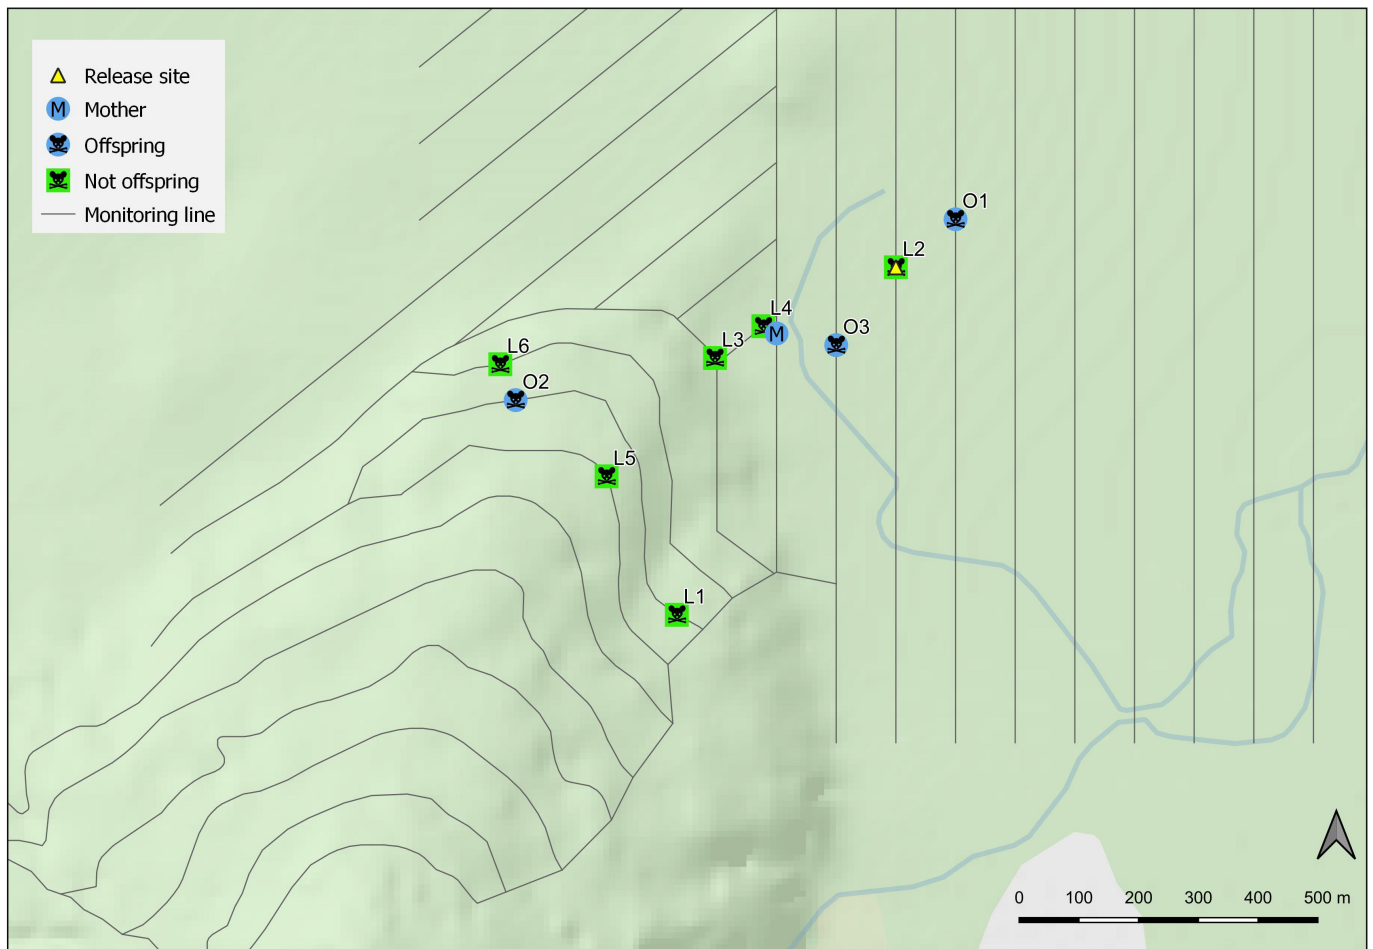 Release site
M Mother
Offspring
Not offspring
Monitoring line
O1
L2
L4
M
O3
L3
L6
O2
L5
L1
0 100 200 300 400 500 m